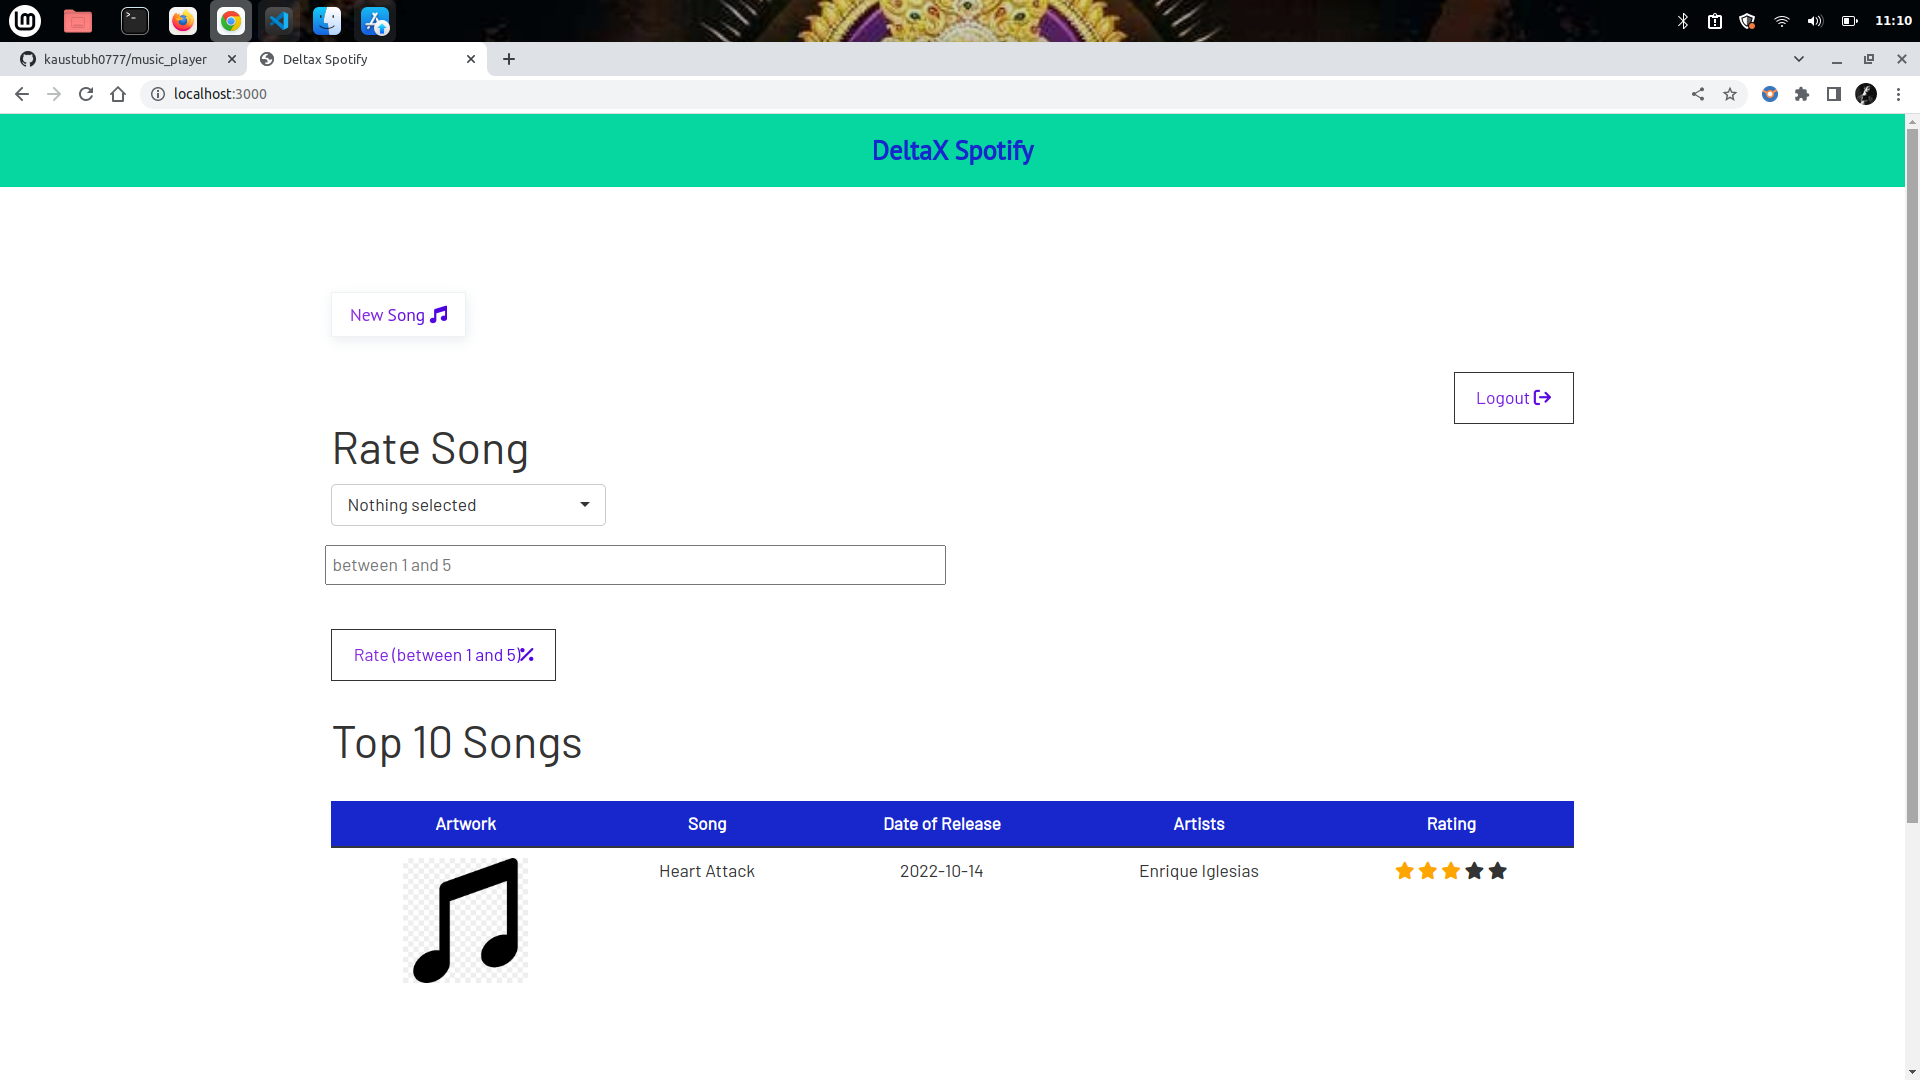 11:10
kaustubh0777/music_player
Deltax Spotify
localhost:3000
DeltaX Spotify
New Song
Logout
Rate Song
Nothing selected
between 1 and 5
Rate (between 1 and 5)
Top 10 Songs
Artwork Song Date of Release Artists Rating
Heart Attack 2022-10-14 Enrique Iglesias